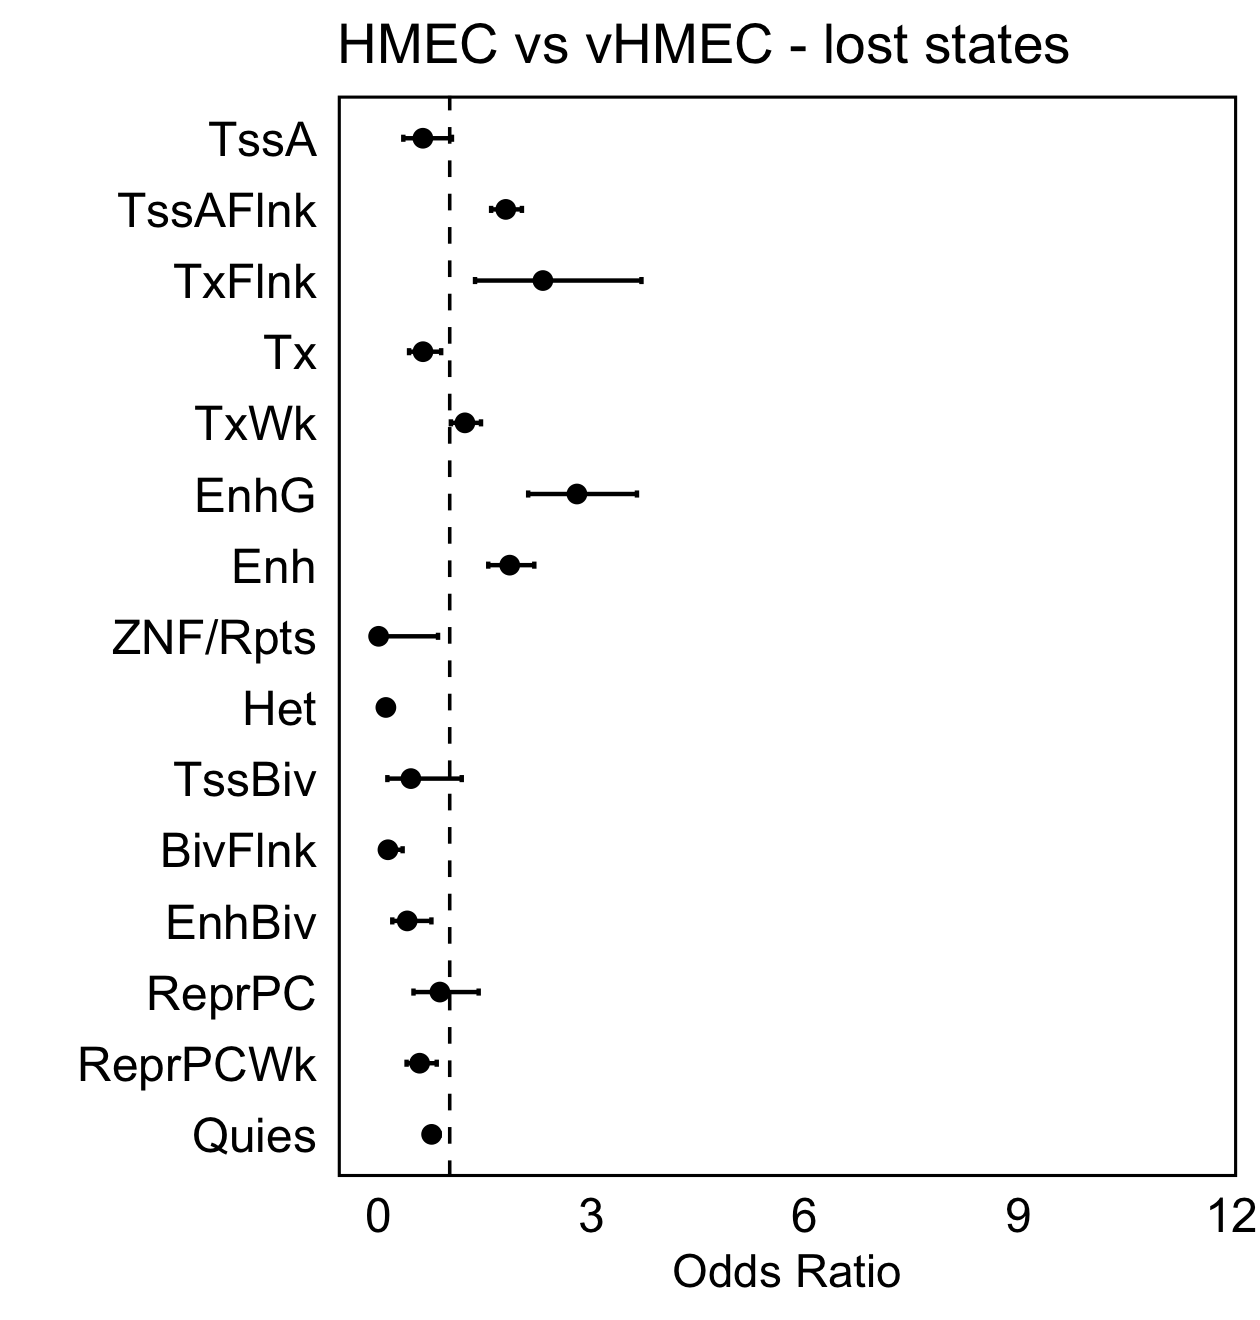 HMEC vs vHMEC - lost states
TssA
TssAFlnk
TxFlnk
Tx
TxWk
EnhG
Enh
ZNF/Rpts
Het
TssBiv
BivFlnk
EnhBiv
ReprPC
ReprPCWk
Quies
0 3 6 9 12
Odds Ratio